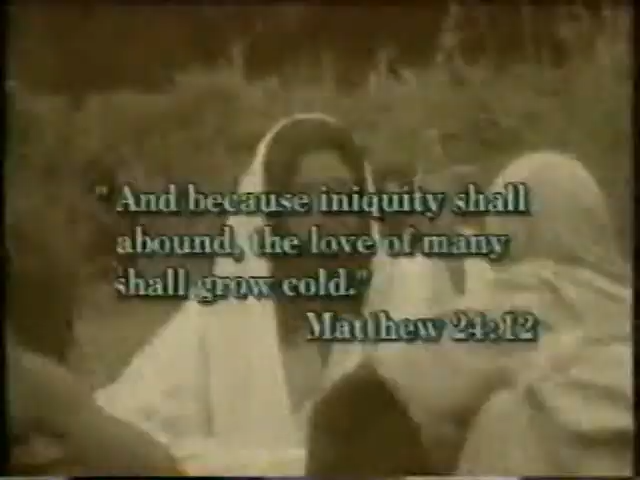 "And because iniquity shall
abound, the love of many
shall grow cold."
Matthew 24:12